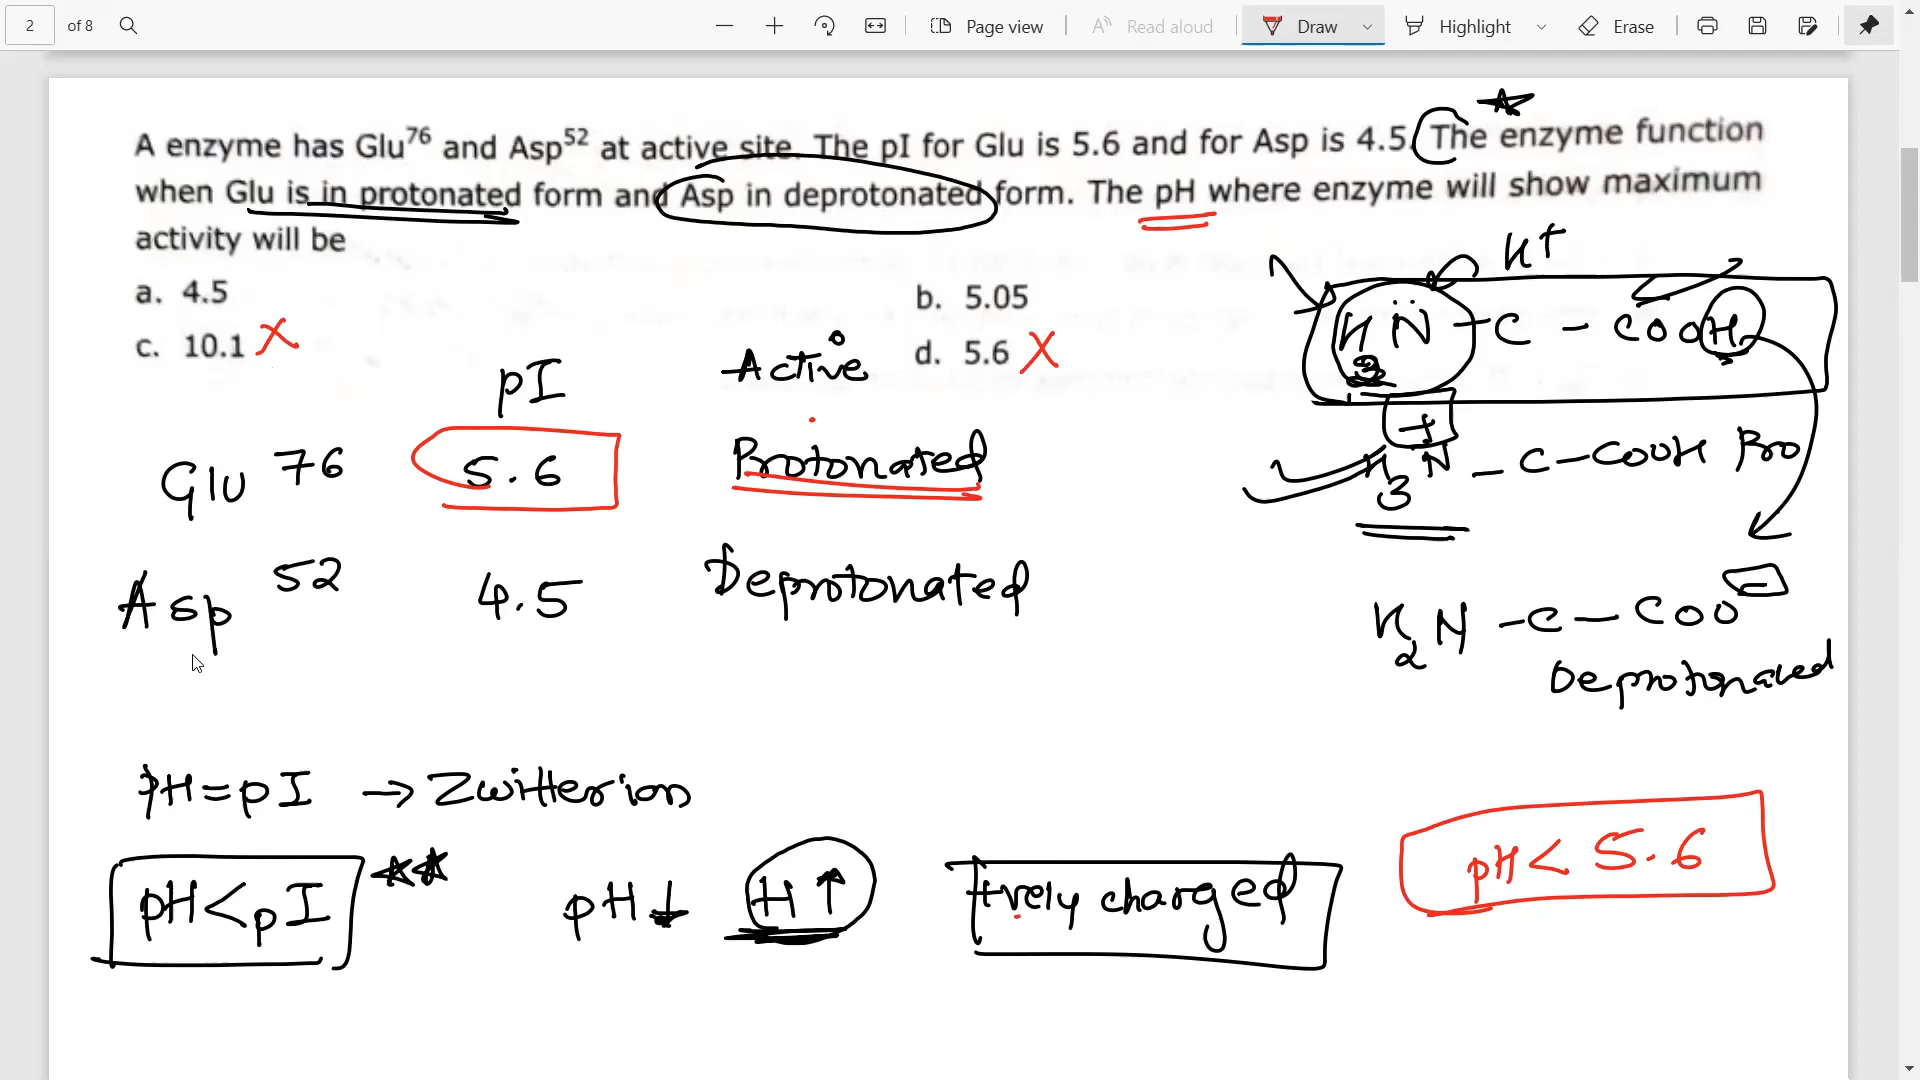 2 of 8 Page view Read aloud Draw Highlight Erase
A enzyme has Glu⁷⁶ and Asp⁵² at active site. The pI for Glu is 5.6 and for Asp is 4.5. The enzyme function
when Glu is in protonated form and Asp in deprotonated form. The pH where enzyme will show maximum
activity will be
a. 4.5
b. 5.05
c. 10.1 X
d. 5.6 X
H⁺
H₃N̈ - C - COOH
pI Active
Glu 76 5.6 Protonated
+
H₃N - C - COOH Pro
Asp 52 4.5 Deprotonated
H₂N - C - COO⁻
Deprotonated
pH = pI → Zwitterion
pH < pI pH↓ H↑ +vely charged pH < 5.6